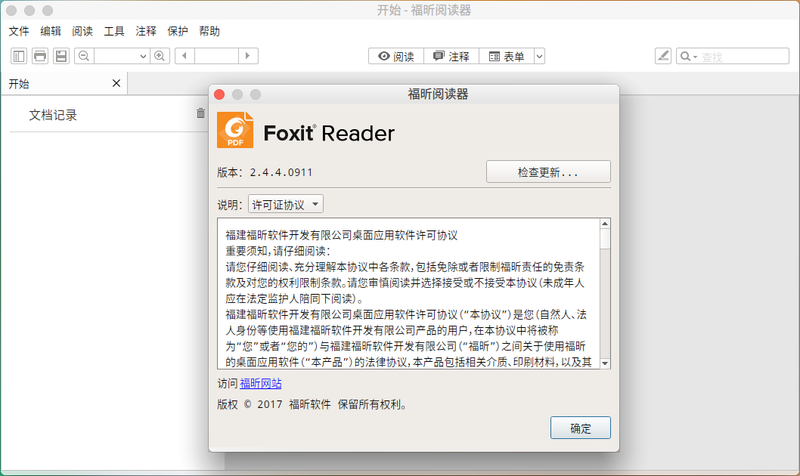 开始 - 福昕阅读器
文件 编辑 阅读 工具 注释 保护 帮助
阅读 注释 表单 查找
开始
文档记录
福昕阅读器
PDF
Foxit® Reader
版本: 2.4.4.0911
检查更新...
说明: 许可证协议
福建福昕软件开发有限公司桌面应用软件许可协议
重要须知,请仔细阅读:
请您仔细阅读、充分理解本协议中各条款,包括免除或者限制福昕责任的免责条
款及对您的权利限制条款。请您审慎阅读并选择接受或不接受本协议(未成年人
应在法定监护人陪同下阅读)。
福建福昕软件开发有限公司桌面应用软件许可协议(“本协议”)是您(自然人、法
人身份等使用福建福昕软件开发有限公司产品的用户,在本协议中将被称
为“您”或者“您的”)与福建福昕软件开发有限公司(“福昕”)之间关于使用福昕
的桌面应用软件(“本产品”)的法律协议,本产品包括相关介质、印刷材料,以及其
访问 福昕网站
版权 © 2017 福昕软件 保留所有权利。
确定